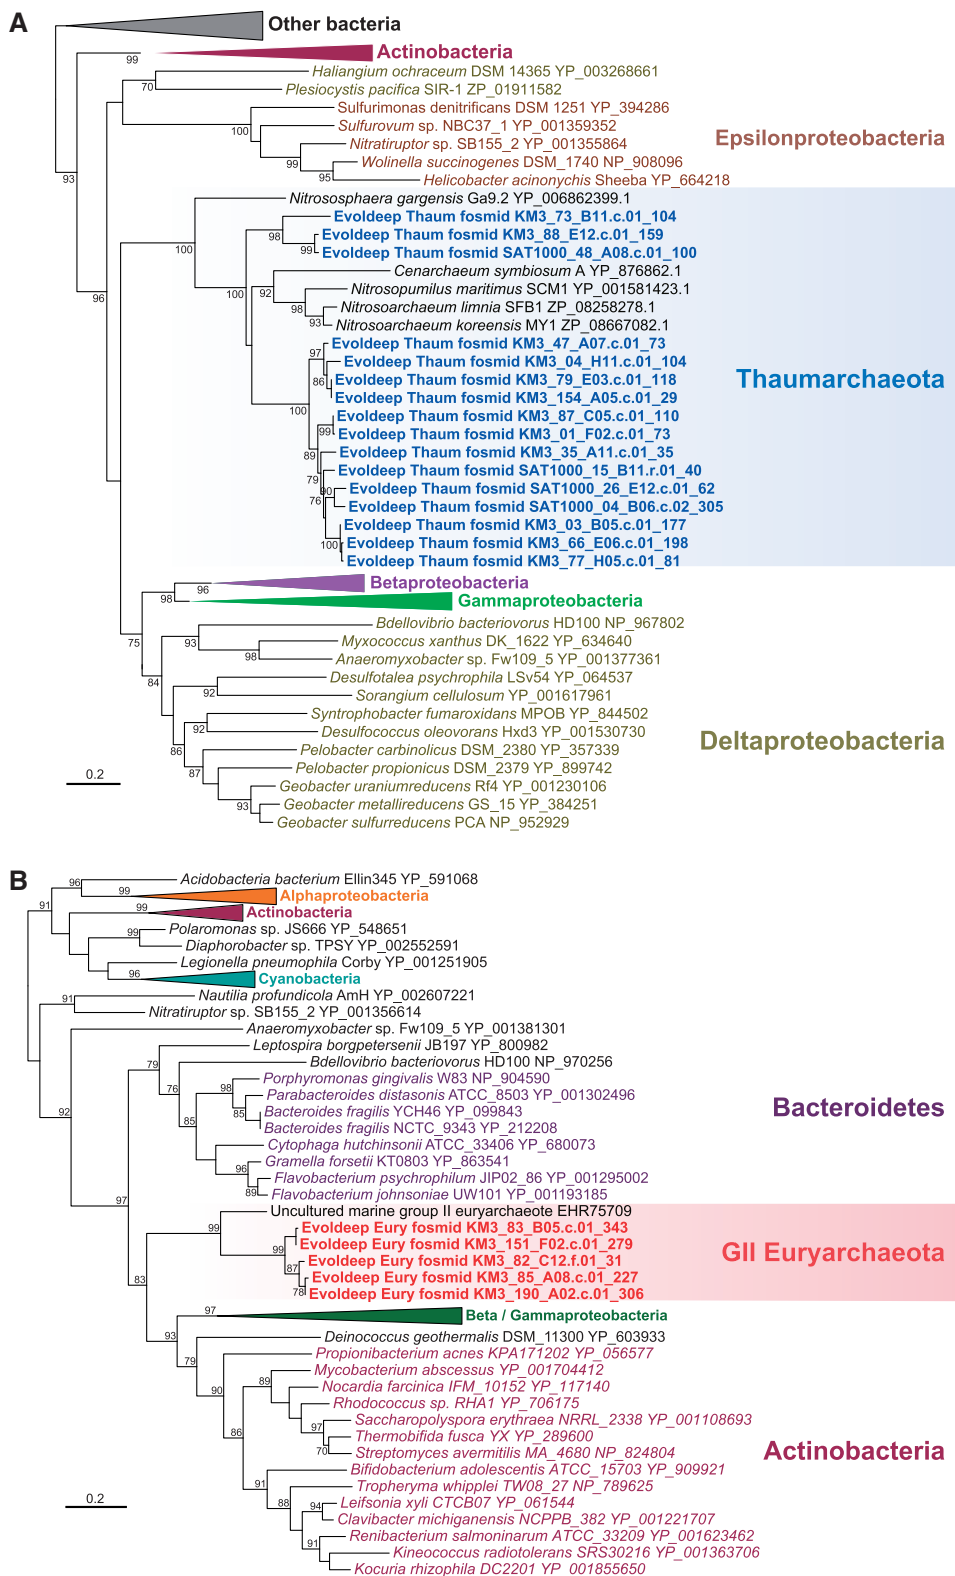 A
Other bacteria
Actinobacteria
99
Haliangium ochraceum DSM 14365 YP_003268661
70
Plesiocystis pacifica SIR-1 ZP_01911582
Sulfurimonas denitrificans DSM 1251 YP_394286
100
Sulfurovum sp. NBC37_1 YP_001359352
Epsilonproteobacteria
Nitratiruptor sp. SB155_2 YP_001355864
99
Wolinella succinogenes DSM_1740 NP_908096
93
95
Helicobacter acinonychis Sheeba YP_664218
Nitrososphaera gargensis Ga9.2 YP_006862399.1
Evoldeep Thaum fosmid KM3_73_B11.c.01_104
98
Evoldeep Thaum fosmid KM3_88_E12.c.01_159
100
99
Evoldeep Thaum fosmid SAT1000_48_A08.c.01_100
Cenarchaeum symbiosum A YP_876862.1
96
100
92
Nitrosopumilus maritimus SCM1 YP_001581423.1
98
Nitrosoarchaeum limnia SFB1 ZP_08258278.1
93
Nitrosoarchaeum koreensis MY1 ZP_08667082.1
Evoldeep Thaum fosmid KM3_47_A07.c.01_73
97
Evoldeep Thaum fosmid KM3_04_H11.c.01_104
86
Evoldeep Thaum fosmid KM3_79_E03.c.01_118
Thaumarchaeota
Evoldeep Thaum fosmid KM3_154_A05.c.01_29
100
Evoldeep Thaum fosmid KM3_87_C05.c.01_110
99
Evoldeep Thaum fosmid KM3_01_F02.c.01_73
89
Evoldeep Thaum fosmid KM3_35_A11.c.01_35
79
Evoldeep Thaum fosmid SAT1000_15_B11.r.01_40
90
Evoldeep Thaum fosmid SAT1000_26_E12.c.01_62
76
Evoldeep Thaum fosmid SAT1000_04_B06.c.02_305
Evoldeep Thaum fosmid KM3_03_B05.c.01_177
100
Evoldeep Thaum fosmid KM3_66_E06.c.01_198
Evoldeep Thaum fosmid KM3_77_H05.c.01_81
96
Betaproteobacteria
98
Gammaproteobacteria
Bdellovibrio bacteriovorus HD100 NP_967802
75
93
Myxococcus xanthus DK_1622 YP_634640
98
Anaeromyxobacter sp. Fw109_5 YP_001377361
84
Desulfotalea psychrophila LSv54 YP_064537
92
Sorangium cellulosum YP_001617961
Syntrophobacter fumaroxidans MPOB YP_844502
92
Desulfococcus oleovorans Hxd3 YP_001530730
Deltaproteobacteria
86
Pelobacter carbinolicus DSM_2380 YP_357339
87
Pelobacter propionicus DSM_2379 YP_899742
0.2
Geobacter uraniumreducens Rf4 YP_001230106
93
Geobacter metallireducens GS_15 YP_384251
Geobacter sulfurreducens PCA NP_952929
B
96
Acidobacteria bacterium Ellin345 YP_591068
99
Alphaproteobacteria
91
99
Actinobacteria
99
Polaromonas sp. JS666 YP_548651
Diaphorobacter sp. TPSY YP_002552591
Legionella pneumophila Corby YP_001251905
96
Cyanobacteria
91
Nautilia profundicola AmH YP_002607221
Nitratiruptor sp. SB155_2 YP_001356614
Anaeromyxobacter sp. Fw109_5 YP_001381301
Leptospira borgpetersenii JB197 YP_800982
79
Bdellovibrio bacteriovorus HD100 NP_970256
76
98
Porphyromonas gingivalis W83 NP_904590
Parabacteroides distasonis ATCC_8503 YP_001302496
92
85
Bacteroides fragilis YCH46 YP_099843
Bacteroidetes
85
Bacteroides fragilis NCTC_9343 YP_212208
Cytophaga hutchinsonii ATCC_33406 YP_680073
96
Gramella forsetii KT0803 YP_863541
Flavobacterium psychrophilum JIP02_86 YP_001295002
89
Flavobacterium johnsoniae UW101 YP_001193185
97
Uncultured marine group II euryarchaeote EHR75709
99
Evoldeep Eury fosmid KM3_83_B05.c.01_343
99
Evoldeep Eury fosmid KM3_151_F02.c.01_279
GII Euryarchaeota
87
Evoldeep Eury fosmid KM3_82_C12.f.01_31
83
Evoldeep Eury fosmid KM3_85_A08.c.01_227
78
Evoldeep Eury fosmid KM3_190_A02.c.01_306
97
Beta / Gammaproteobacteria
93
Deinococcus geothermalis DSM_11300 YP_603933
79
Propionibacterium acnes KPA171202 YP_056577
Mycobacterium abscessus YP_001704412
90
89
Nocardia farcinica IFM_10152 YP_117140
Rhodococcus sp. RHA1 YP_706175
Saccharopolyspora erythraea NRRL_2338 YP_001108693
86
97
Thermobifida fusca YX YP_289600
70
Streptomyces avermitilis MA_4680 NP_824804
Actinobacteria
Bifidobacterium adolescentis ATCC_15703 YP_909921
91
Tropheryma whipplei TW08_27 NP_789625
0.2
88
94
Leifsonia xyli CTCB07 YP_061544
Clavibacter michiganensis NCPPB_382 YP_001221707
91
Renibacterium salmoninarum ATCC_33209 YP_001623462
Kineococcus radiotolerans SRS30216 YP_001363706
Kocuria rhizophila DC2201 YP_001855650